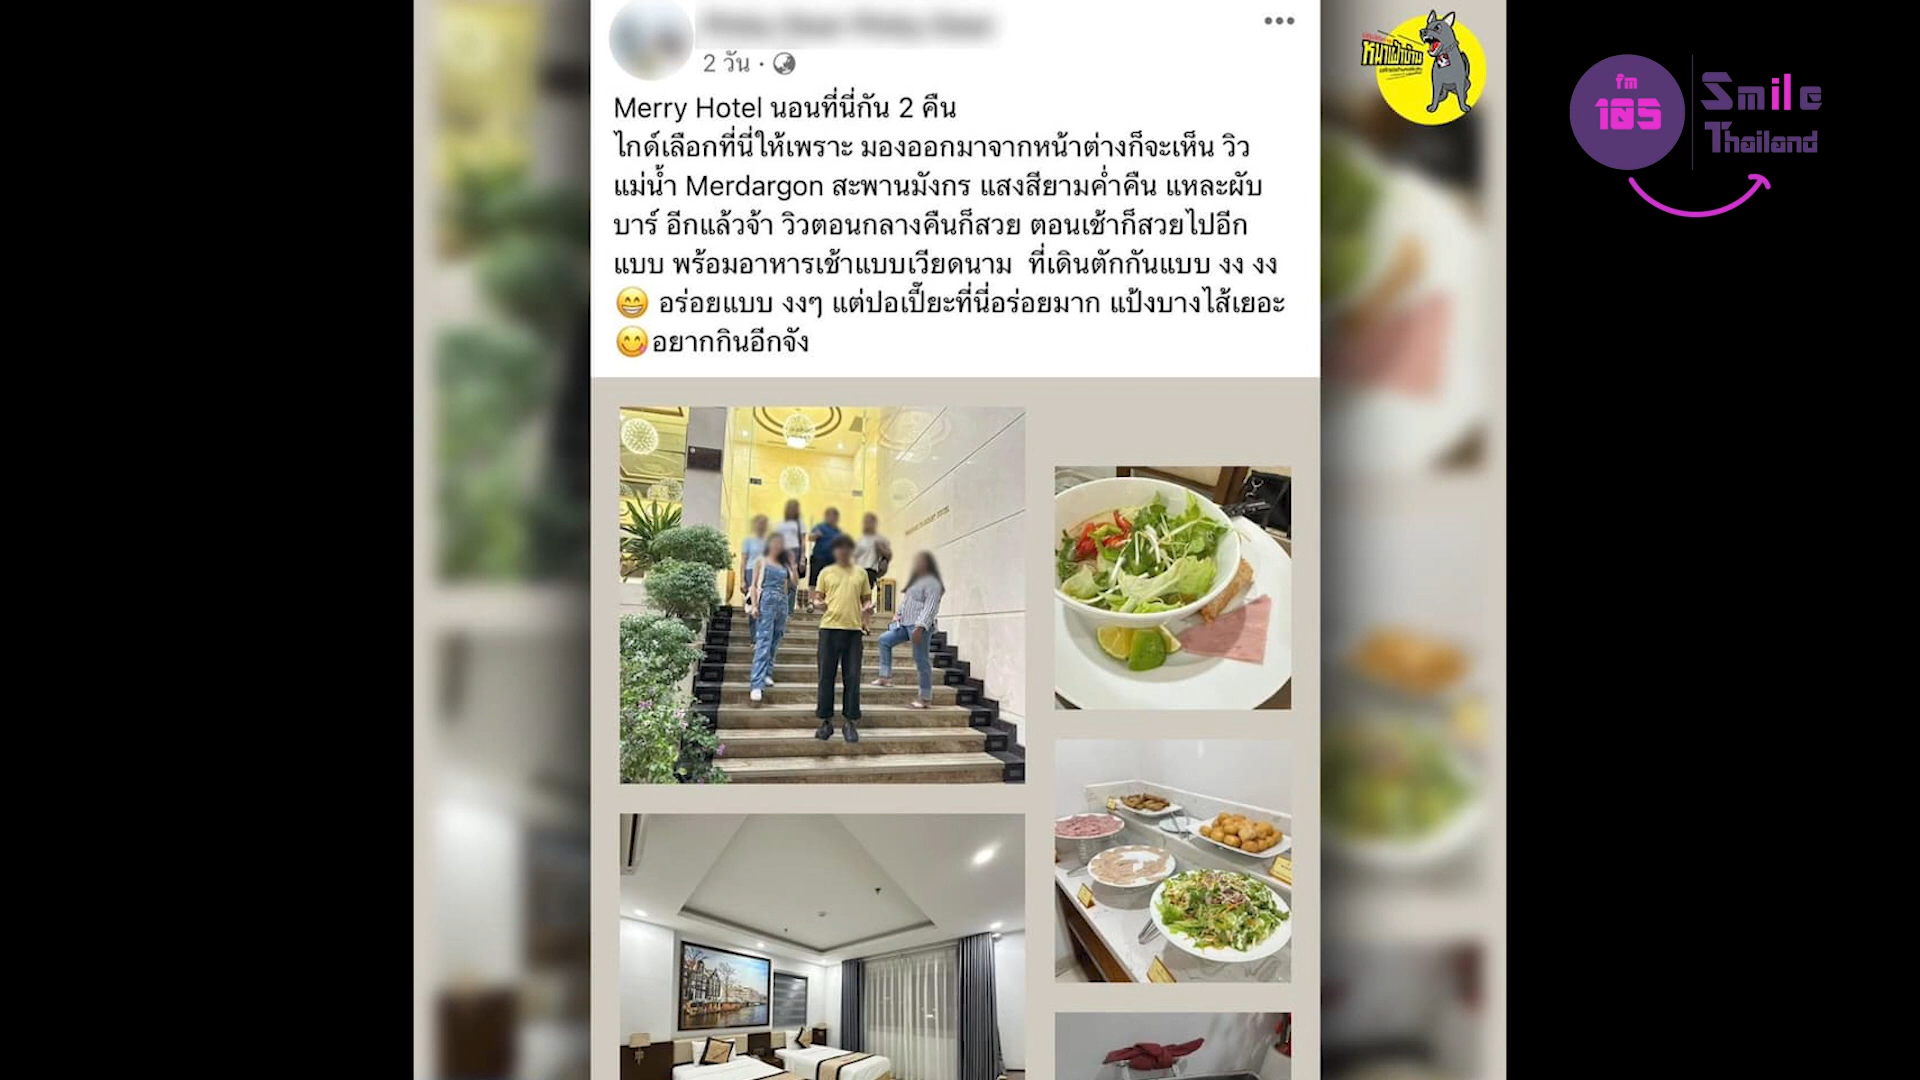 2 วัน ·
Merry Hotel นอนที่นี่กัน 2 คืน
ไกด์เลือกที่นี่ให้เพราะ มองออกมาจากหน้าต่างก็จะเห็น วิว
แม่น้ำ Merdargon สะพานมังกร แสงสียามค่ำคืน แหละผับ
บาร์ อีกแล้วจ้า วิวตอนกลางคืนก็สวย ตอนเช้าก็สวยไปอีก
แบบ พร้อมอาหารเช้าแบบเวียดนาม ที่เดินตักกันแบบ งง งง
😁 อร่อยแบบ งงๆ แต่ปอเปี๊ยะที่นี่อร่อยมาก แป้งบางไส้เยอะ
😋อยากกินอีกจัง
หมาเฝ้าบ้าน
fm
105
Smile
Thailand